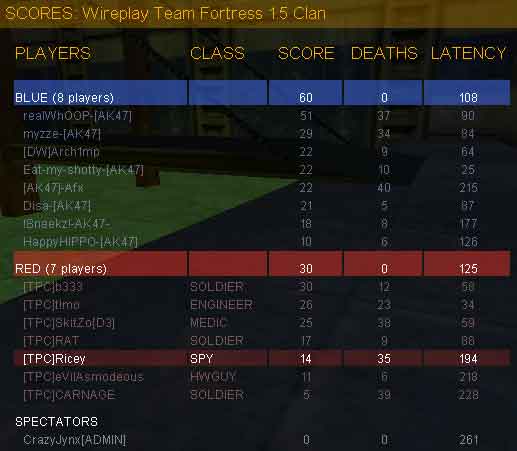 SCORES: Wireplay Team Fortress 1.5 Clan
PLAYERS CLASS SCORE DEATHS LATENCY
BLUE (8 players) 60 0 108
realWhOOP-[AK47] 51 37 90
myzze-[AK47] 29 34 84
[DW]Arch1mp 22 9 64
Eat-my-shotty-[AK47] 22 10 25
[AK47]-Afx 22 40 215
Disa-[AK47] 21 5 87
!Bneekz!-AK47- 18 8 177
HappyHIPPO-[AK47] 10 6 126
RED (7 players) 30 0 125
[TPC]b333 SOLDIER 30 12 58
[TPC]timo ENGINEER 26 23 34
[TPC]SkitZo[D3] MEDIC 25 38 59
[TPC]RAT SOLDIER 17 9 88
[TPC]Ricey SPY 14 35 194
[TPC]eVilAsmodeous HWGUY 11 6 218
[TPC]CARNAGE SOLDIER 5 39 228
SPECTATORS
CrazyJynx[ADMIN] 0 0 261